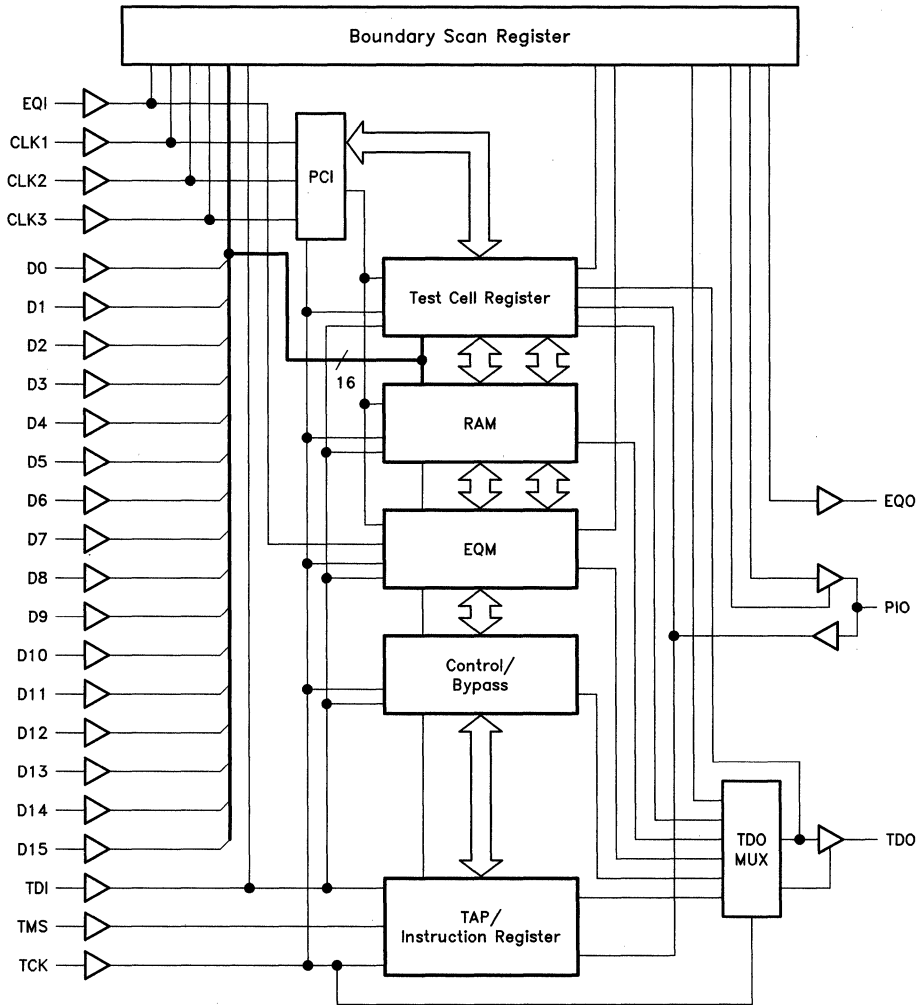 Boundary Scan Register
EQI
CLK1
CLK2
CLK3
PCI
D0
D1
D2
D3
D4
D5
D6
D7
D8
D9
D10
D11
D12
D13
D14
D15
TDI
TMS
TCK
Test Cell Register
16
RAM
EQM
Control/
Bypass
TAP/
Instruction Register
EQO
PIO
TDO
MUX
TDO